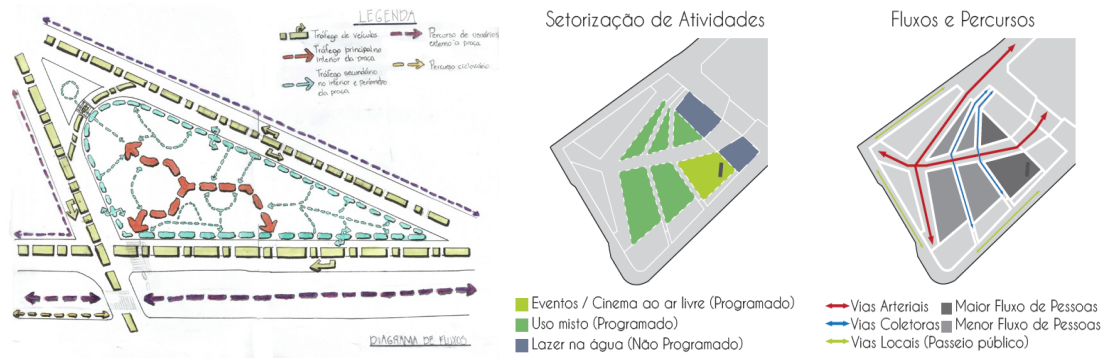 LEGENDA
Tráfego de veículos
Tráfego principal no
interior da praça
Tráfego secundário
no interior e perímetro
da praça
Percurso de usuários
externo a praça
Percurso cicloviário
DIAGRAMA DE FLUXOS
Setorização de Atividades
Eventos / Cinema ao ar livre (Programado)
Uso misto (Programado)
Lazer na água (Não Programado)
Fluxos e Percursos
Vias Arteriais
Vias Coletoras
Vias Locais (Passeio público)
Maior Fluxo de Pessoas
Menor Fluxo de Pessoas